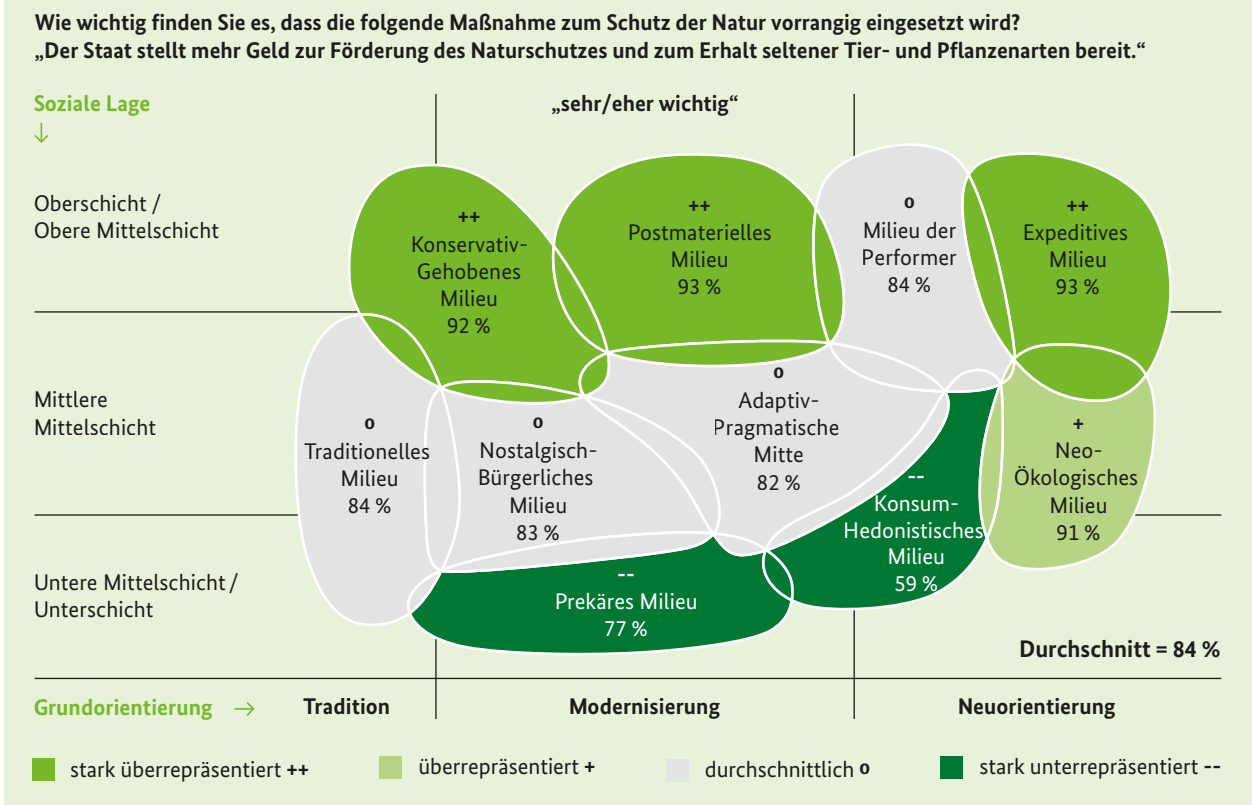 Wie wichtig finden Sie es, dass die folgende Maßnahme zum Schutz der Natur vorrangig eingesetzt wird?
„Der Staat stellt mehr Geld zur Förderung des Naturschutzes und zum Erhalt seltener Tier- und Pflanzenarten bereit.“
Soziale Lage
↓
„sehr/eher wichtig“
Oberschicht /
Obere Mittelschicht
++
Konservativ-
Gehobenes
Milieu
92 %
++
Postmaterielles
Milieu
93 %
o
Milieu der
Performer
84 %
++
Expeditives
Milieu
93 %
Mittlere
Mittelschicht
o
Traditionelles
Milieu
84 %
o
Nostalgisch-
Bürgerliches
Milieu
83 %
o
Adaptiv-
Pragmatische
Mitte
82 %
--
Konsum-
Hedonistisches
Milieu
59 %
+
Neo-
Ökologisches
Milieu
91 %
Untere Mittelschicht /
Unterschicht
--
Prekäres Milieu
77 %
Durchschnitt = 84 %
Grundorientierung →
Tradition
Modernisierung
Neuorientierung
stark überrepräsentiert ++
überrepräsentiert +
durchschnittlich o
stark unterrepräsentiert --